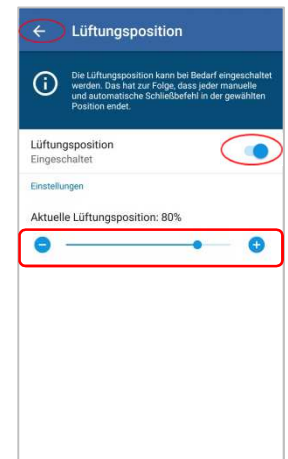 Lüftungsposition
Die Lüftungsposition kann bei Bedarf eingeschaltet
werden. Das hat zur Folge, dass jeder manuelle
und automatische Schließbefehl in der gewählten
Position endet.
Lüftungsposition
Eingeschaltet
Einstellungen
Aktuelle Lüftungsposition: 80%